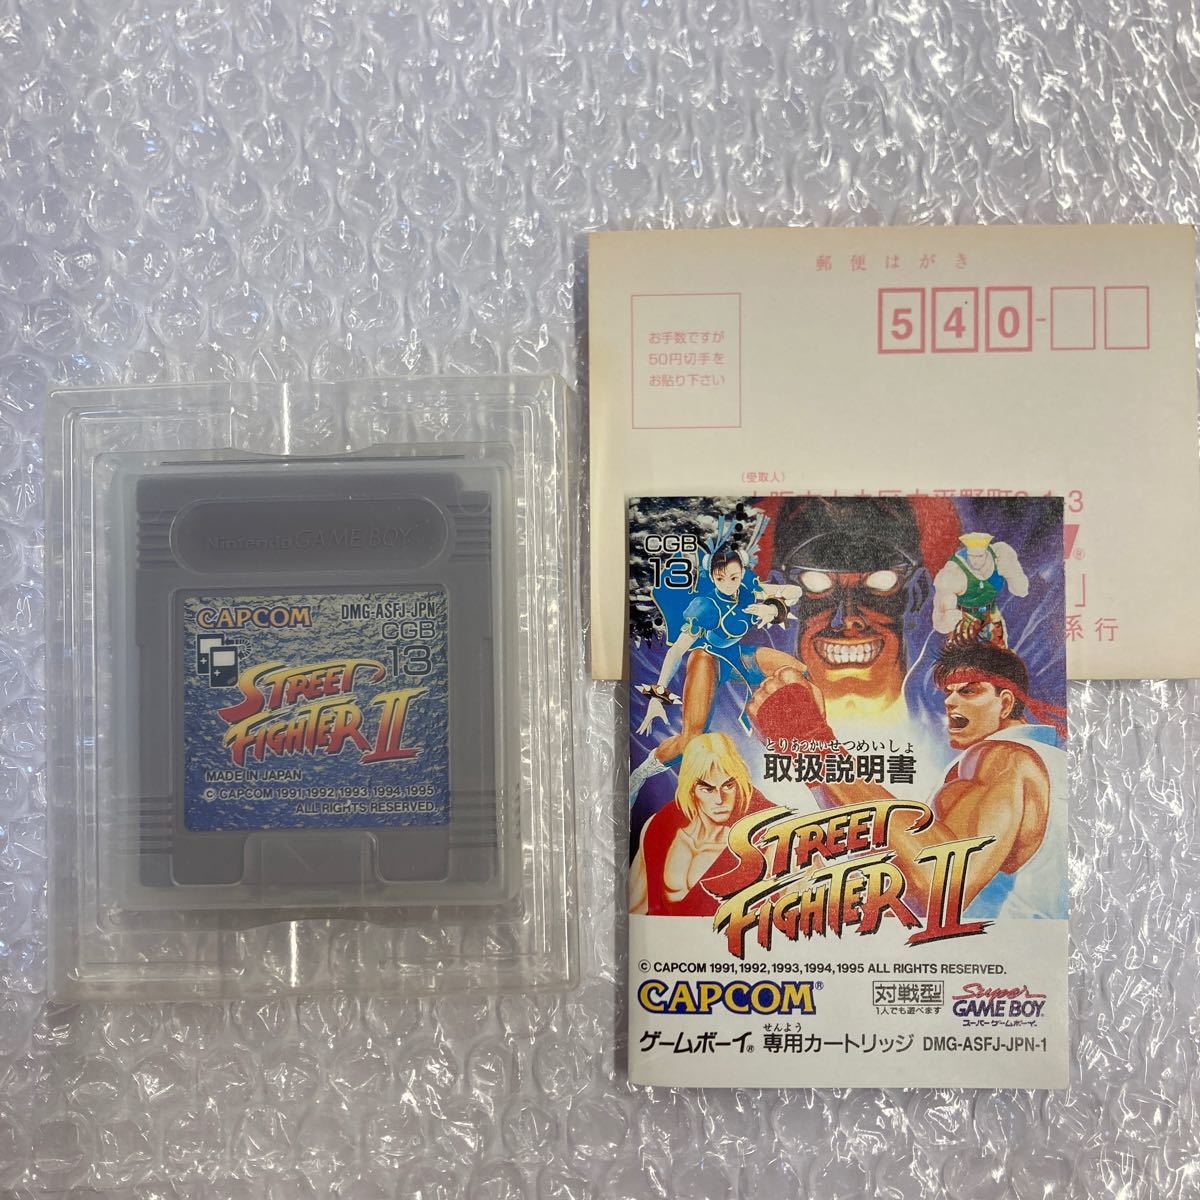 Nintendo GAME BOY
CAPCOM
DMG-ASFJ-JPN
CGB
13
STREET
FIGHTER II
MADE IN JAPAN
© CAPCOM 1991,1992,1993,1994,1995
ALL RIGHTS RESERVED.
郵便はがき
540-
お手数ですが
50円切手を
お貼り下さい
(受取人)
®
」
係行
CGB
13
とりあつかいせつめいしょ
取扱説明書
STREET
FIGHTER II
© CAPCOM 1991,1992,1993,1994,1995 ALL RIGHTS RESERVED.
CAPCOM®
対戦型
1人でも遊べます
Super
GAME BOY
スーパーゲームボーイ
せんよう
ゲームボーイ® 専用カートリッジ DMG-ASFJ-JPN-1